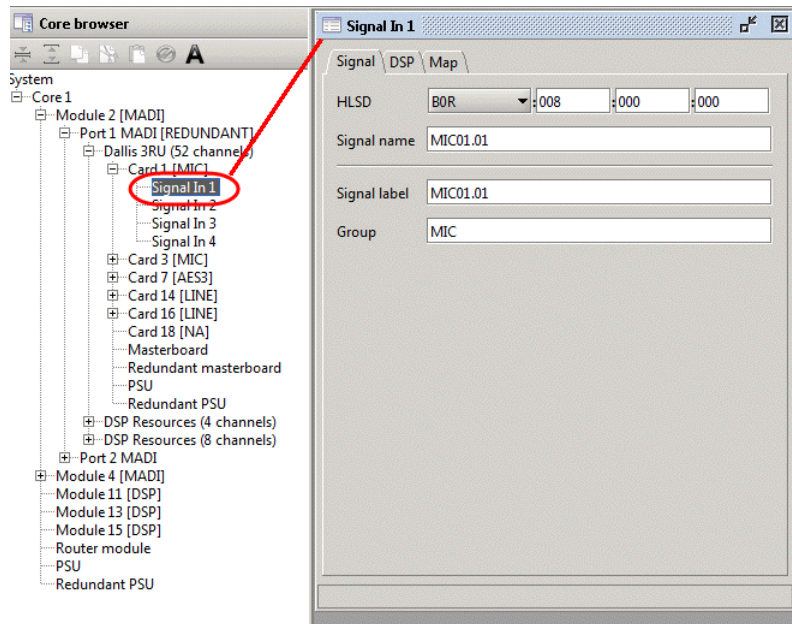 Core browser
A
System
Core 1
Module 2 [MADI]
Port 1 MADI [REDUNDANT]
Dallis 3RU (52 channels)
Card 1 [MIC]
Signal In 1
Signal In 2
Signal In 3
Signal In 4
Card 3 [MIC]
Card 7 [AES3]
Card 14 [LINE]
Card 16 [LINE]
Card 18 [NA]
Masterboard
Redundant masterboard
PSU
Redundant PSU
DSP Resources (4 channels)
DSP Resources (8 channels)
Port 2 MADI
Module 4 [MADI]
Module 11 [DSP]
Module 13 [DSP]
Module 15 [DSP]
Router module
PSU
Redundant PSU
Signal In 1
Signal DSP Map
HLSD B0R :008 :000 :000
Signal name MIC01.01
Signal label MIC01.01
Group MIC